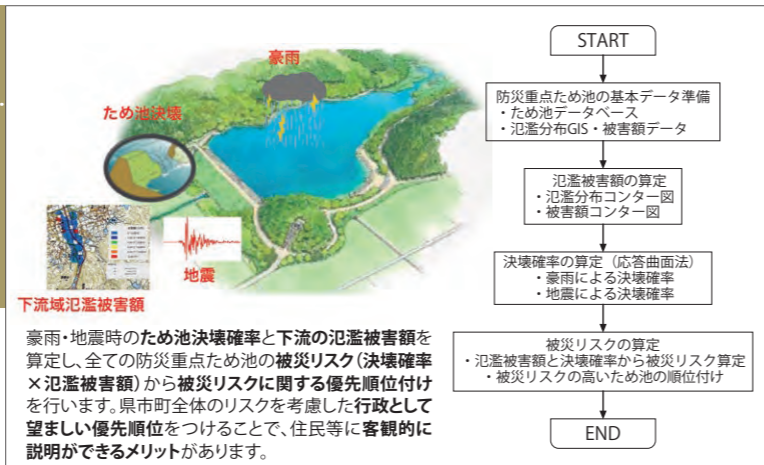 豪雨
ため池決壊
地震
下流域氾濫被害額
豪雨・地震時のため池決壊確率と下流の氾濫被害額を
算定し、全ての防災重点ため池の被災リスク(決壊確率
×氾濫被害額)から被災リスクに関する優先順位付け
を行います。県市町全体のリスクを考慮した行政として
望ましい優先順位をつけることで、住民等に客観的に
説明ができるメリットがあります。
START
防災重点ため池の基本データ準備
・ため池データベース
・氾濫分布GIS・被害額データ
氾濫被害額の算定
・氾濫分布コンター図
・被害額コンター図
決壊確率の算定（応答曲面法）
・豪雨による決壊確率
・地震による決壊確率
被災リスクの算定
・氾濫被害額と決壊確率から被災リスク算定
・被災リスクの高いため池の順位付け
END